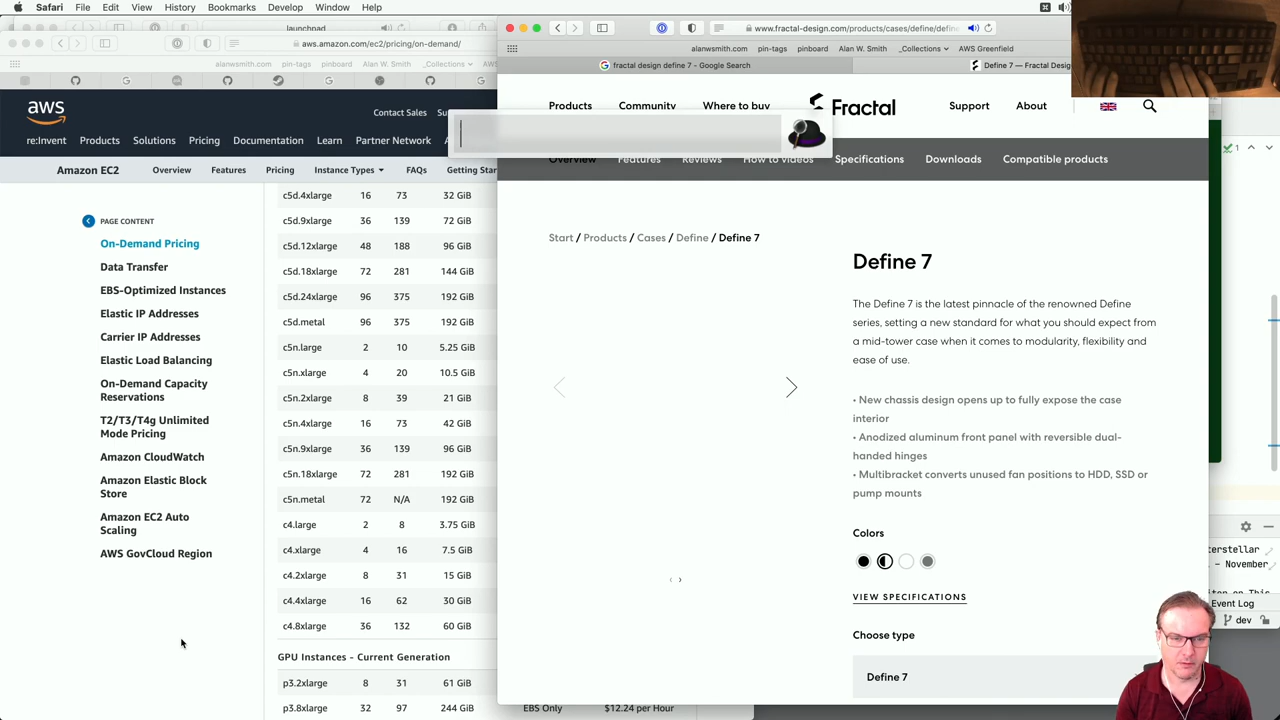 Safari File Edit View History Bookmarks Develop Window Help
launchpad
aws.amazon.com/ec2/pricing/on-demand/
alanwsmith.com pin-tags pinboard Alan W. Smith _Collections AWS
aws
Contact Sales
re:Invent Products Solutions Pricing Documentation Learn Partner Network
Amazon EC2 Overview Features Pricing Instance Types FAQs Getting Star
PAGE CONTENT
On-Demand Pricing
Data Transfer
EBS-Optimized Instances
Elastic IP Addresses
Carrier IP Addresses
Elastic Load Balancing
On-Demand Capacity
Reservations
T2/T3/T4g Unlimited
Mode Pricing
Amazon CloudWatch
Amazon Elastic Block
Store
Amazon EC2 Auto
Scaling
AWS GovCloud Region
c5d.4xlarge 16 73 32 GiB
c5d.9xlarge 36 139 72 GiB
c5d.12xlarge 48 188 96 GiB
c5d.18xlarge 72 281 144 GiB
c5d.24xlarge 96 375 192 GiB
c5d.metal 96 375 192 GiB
c5n.large 2 10 5.25 GiB
c5n.xlarge 4 20 10.5 GiB
c5n.2xlarge 8 39 21 GiB
c5n.4xlarge 16 73 42 GiB
c5n.9xlarge 36 139 96 GiB
c5n.18xlarge 72 281 192 GiB
c5n.metal 72 N/A 192 GiB
c4.large 2 8 3.75 GiB
c4.xlarge 4 16 7.5 GiB
c4.2xlarge 8 31 15 GiB
c4.4xlarge 16 62 30 GiB
c4.8xlarge 36 132 60 GiB
GPU Instances - Current Generation
p3.2xlarge 8 31 61 GiB
p3.8xlarge 32 97 244 GiB EBS Only $12.24 per Hour
www.fractal-design.com/products/cases/define/defin
alanwsmith.com pin-tags pinboard Alan W. Smith _Collections AWS Greenfield
fractal design define 7 - Google Search
Define 7 — Fractal Desig
Products Community Where to buy Fractal Support About
Overview Features Reviews How to videos Specifications Downloads Compatible products
Start / Products / Cases / Define / Define 7
Define 7
The Define 7 is the latest pinnacle of the renowned Define
series, setting a new standard for what you should expect from
a mid-tower case when it comes to modularity, flexibility and
ease of use.
• New chassis design opens up to fully expose the case
interior
• Anodized aluminum front panel with reversible dual-
handed hinges
• Multibracket converts unused fan positions to HDD, SSD or
pump mounts
Colors
VIEW SPECIFICATIONS
Choose type
Define 7
1
terstellar
- November
Event Log
dev